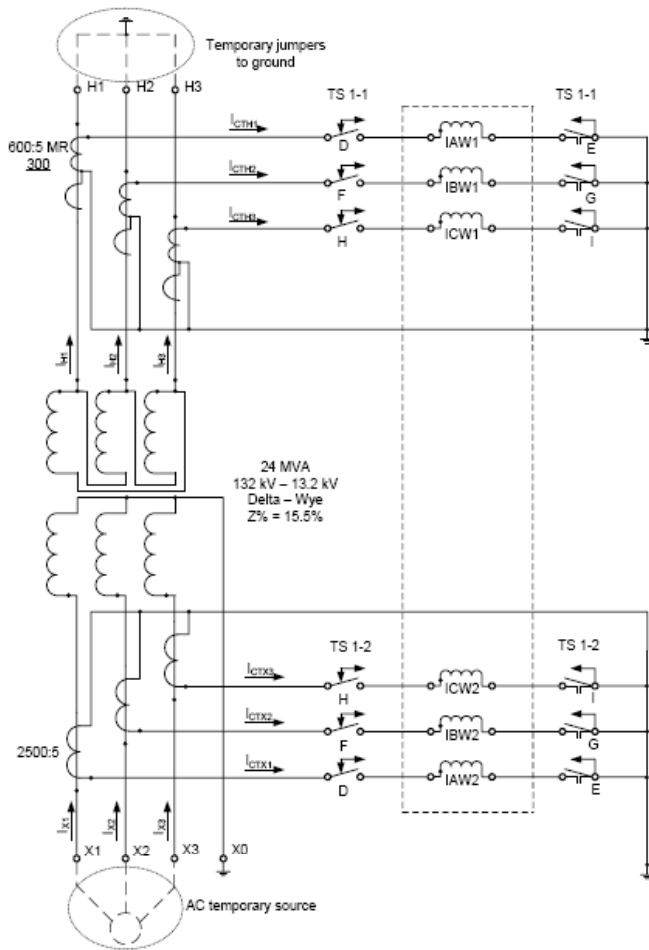 Temporary jumpers
to ground
H1 H2 H3
TS 1-1 TS 1-1
I_CTH1
600:5 MR
300
D IAW1 E
I_CTH2
F IBW1 G
I_CTH3
H ICW1 I
I_H1 I_H2 I_H3
24 MVA
132 kV – 13.2 kV
Delta – Wye
Z% = 15.5%
TS 1-2 TS 1-2
I_CTX3
H ICW2 I
I_CTX2
F IBW2 G
2500:5
I_CTX1
D IAW2 E
I_X1 I_X2 I_X3
X1 X2 X3 X0
AC temporary source